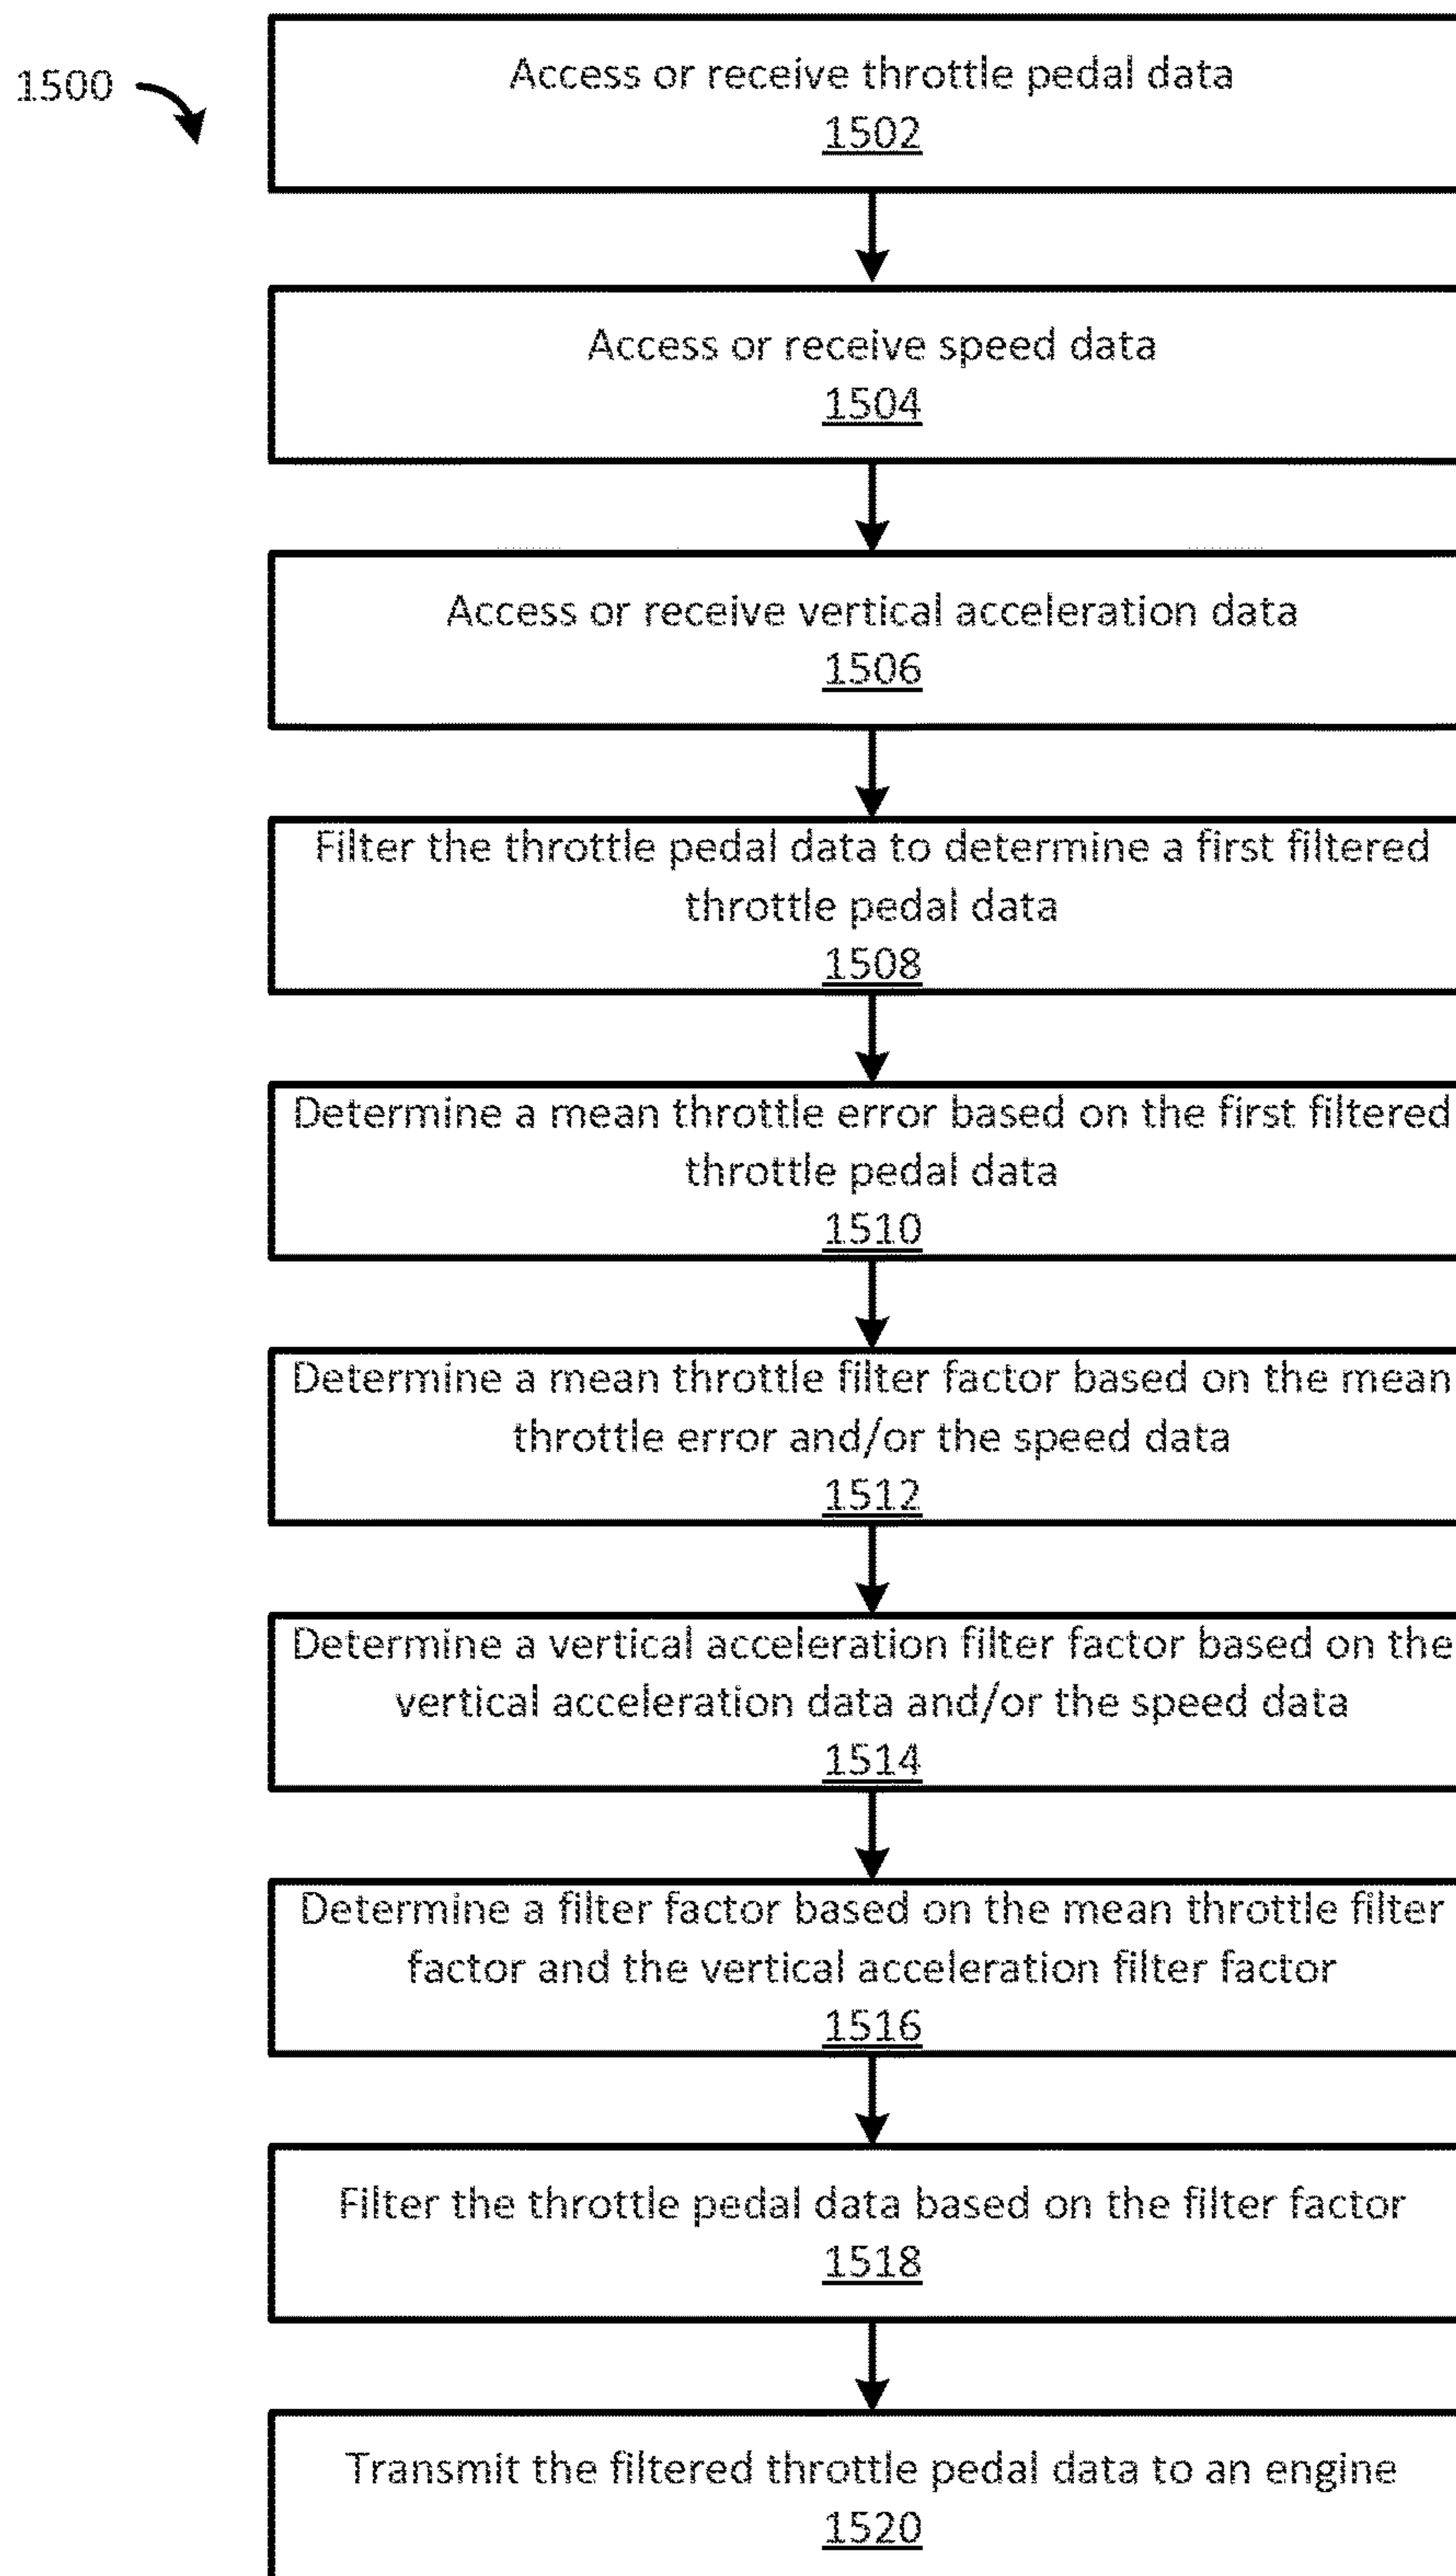 1500
Access or receive throttle pedal data
1502
Access or receive speed data
1504
Access or receive vertical acceleration data
1506
Filter the throttle pedal data to determine a first filtered
throttle pedal data
1508
Determine a mean throttle error based on the first filtered
throttle pedal data
1510
Determine a mean throttle filter factor based on the mean
throttle error and/or the speed data
1512
Determine a vertical acceleration filter factor based on the
vertical acceleration data and/or the speed data
1514
Determine a filter factor based on the mean throttle filter
factor and the vertical acceleration filter factor
1516
Filter the throttle pedal data based on the filter factor
1518
Transmit the filtered throttle pedal data to an engine
1520